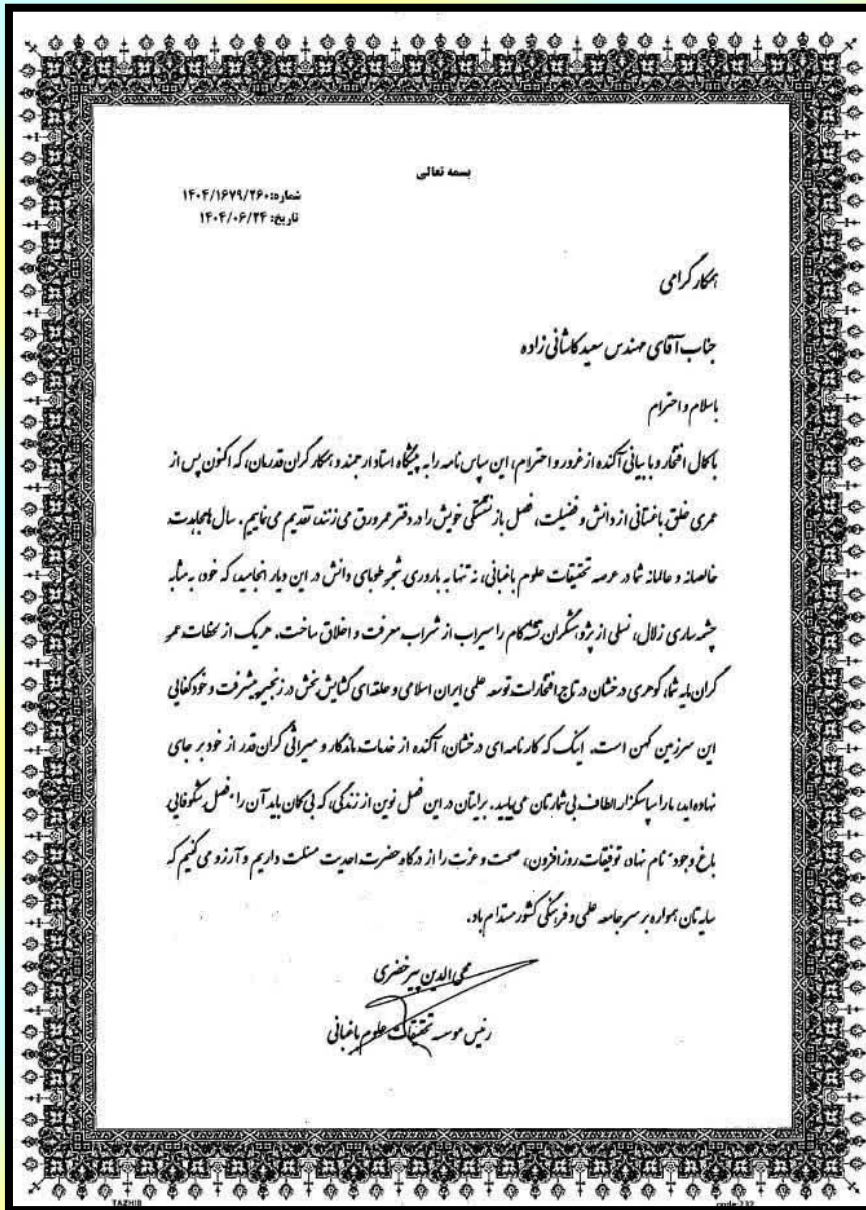 بسمه تعالی
شماره: ۱۴۰۴/۱۶۷۹/۲۶۰
تاریخ: ۱۴۰۴/۰۶/۲۴
همکار گرامی
جناب آقای مهندس سعید کاشانی زاده
با سلام و احترام
با کمال افتخار و با بیانی آکنده از غرور و احترام، این سپاس نامه را به پیشگاه استاد ارجمند و همکار گران قدرمان، که اکنون پس از
عمری خلق باغستانی از دانش و فضیلت، فصل بازنشستگی خویش را در دفتر عمر ورق می زنند، تقدیم می نماییم. سال ها مجاهدت
خالصانه و عالمانه شما در عرصه تحقیقات علوم باغبانی، نه تنها به باروری شجر طوبای دانش در این دیار انجامید، که خود، به مثابه
چشمه ساری زلال، نسلی از پژوهشگران تشنه کام را سیراب از شراب معرفت و اخلاق ساخت. هر یک از لحظات عمر
گران مایه شما، گوهری درخشان در تاج افتخارات توسعه علمی ایران اسلامی و حلقه ای گشایش بخش در زنجیره پیشرفت و خودکفایی
این سرزمین کهن است. اینک که کارنامه ای درخشان، آکنده از خدمات ماندگار و میراثی گران قدر از خود بر جای
نهاده اید، ما را سپاسگزار الطاف بی شمارتان می یابید. برایتان در این فصل نوین از زندگی، که بی گمان باید آن را "فصل شکوفایی
باغ وجود" نام نهاد، توفیقات روزافزون، صحت و عزت را از درگاه حضرت احدیت مسئلت داریم و آرزو می کنیم که
سایه تان همواره بر سر جامعه علمی و فرهنگی کشور مستدام باد.
محی الدین پیرخضری
رئیس موسسه تحقیقات علوم باغبانی
TAZHIB
code:232